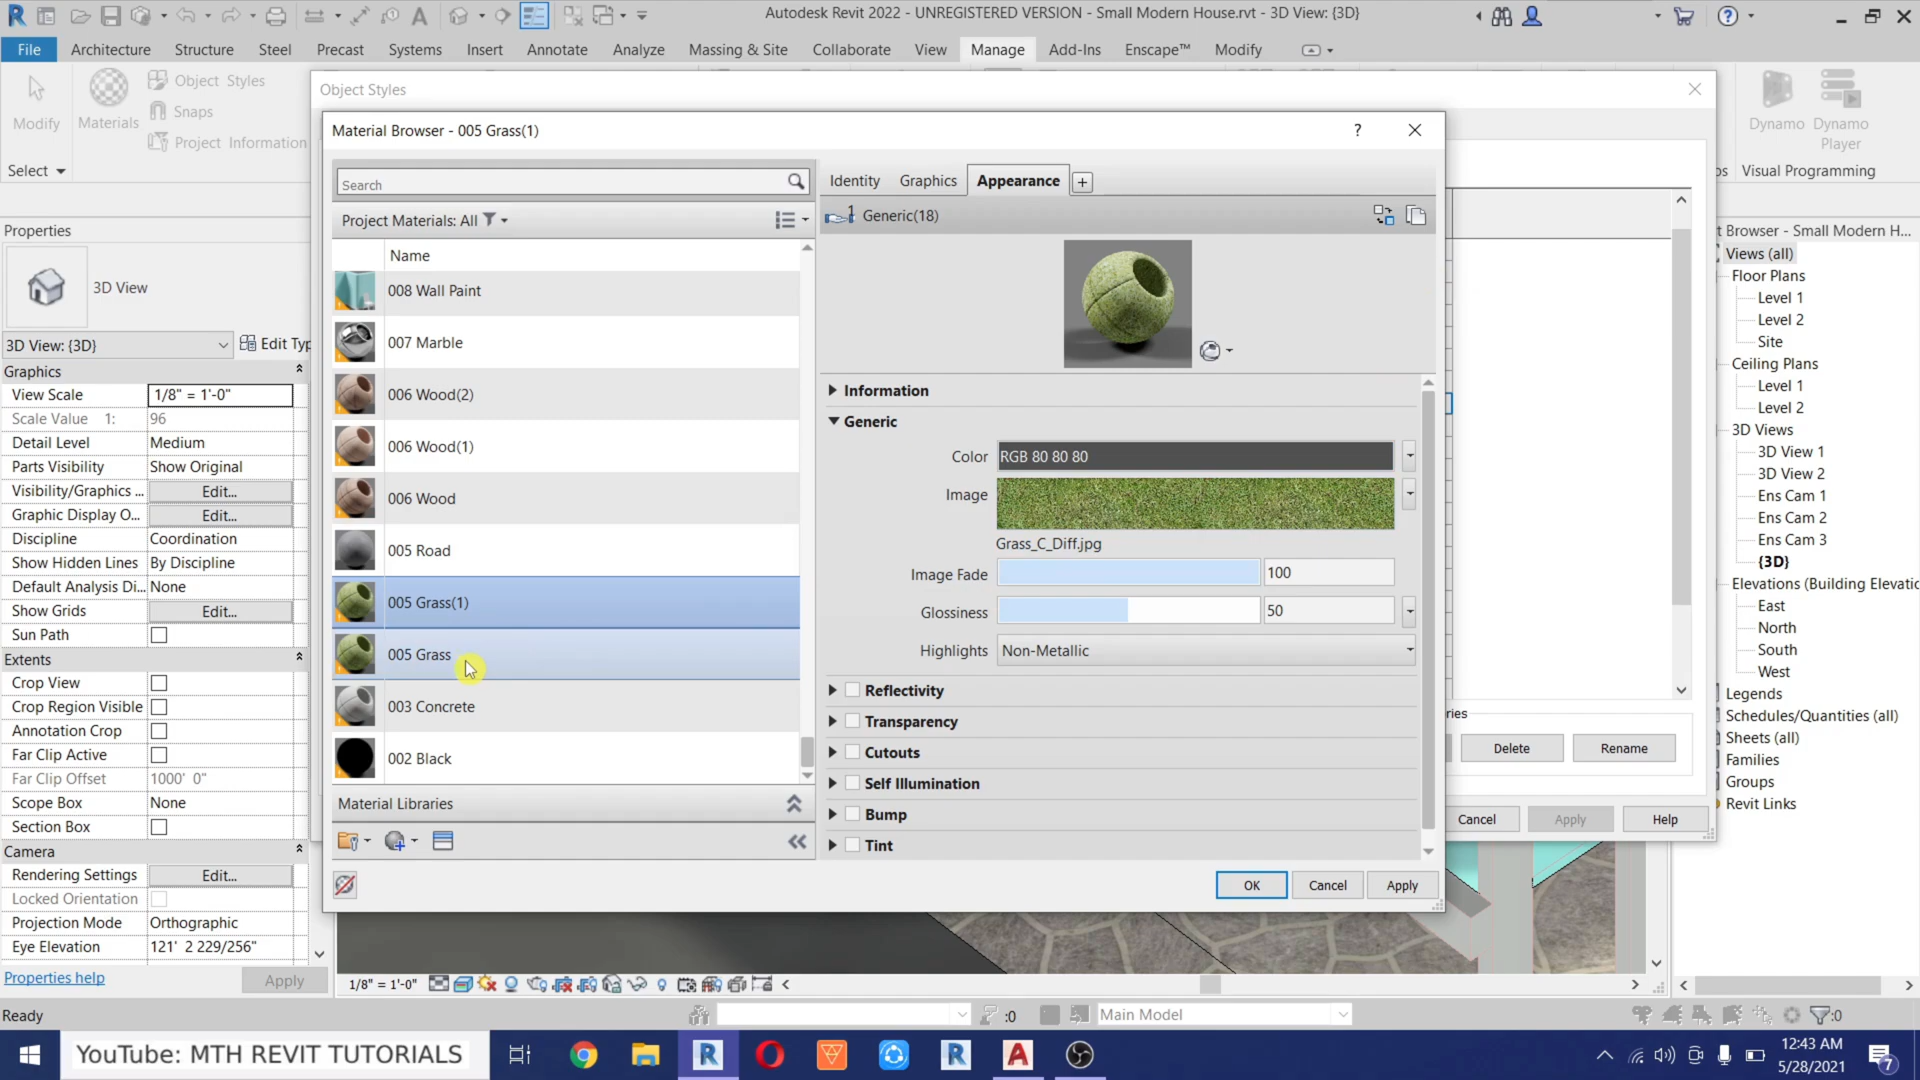 Autodesk Revit 2022 - UNREGISTERED VERSION - Small Modern House.rvt - 3D View: {3D}
File Architecture Structure Steel Precast Systems Insert Annotate Analyze Massing & Site Collaborate View Manage Add-Ins Enscape™ Modify
Modify
Materials
Object Styles
Snaps
Project Information
Select
Dynamo
Dynamo Player
Visual Programming
Object Styles
Material Browser - 005 Grass(1)
?
Search
Project Materials: All
Name
008 Wall Paint
007 Marble
006 Wood(2)
006 Wood(1)
006 Wood
005 Road
005 Grass(1)
005 Grass
003 Concrete
002 Black
Material Libraries
Identity Graphics Appearance +
1 Generic(18)
Information
Generic
Color RGB 80 80 80
Image
Grass_C_Diff.jpg
Image Fade 100
Glossiness 50
Highlights Non-Metallic
Reflectivity
Transparency
Cutouts
Self Illumination
Bump
Tint
OK Cancel Apply
ries
Delete Rename
Cancel Apply Help
Properties
3D View
3D View: {3D} Edit Typ
Graphics
View Scale 1/8" = 1'-0"
Scale Value 1: 96
Detail Level Medium
Parts Visibility Show Original
Visibility/Graphics ... Edit...
Graphic Display O... Edit...
Discipline Coordination
Show Hidden Lines By Discipline
Default Analysis Di... None
Show Grids Edit...
Sun Path
Extents
Crop View
Crop Region Visible
Annotation Crop
Far Clip Active
Far Clip Offset 1000' 0"
Scope Box None
Section Box
Camera
Rendering Settings Edit...
Locked Orientation
Projection Mode Orthographic
Eye Elevation 121' 2 229/256"
Properties help Apply
t Browser - Small Modern H...
Views (all)
Floor Plans
Level 1
Level 2
Site
Ceiling Plans
Level 1
Level 2
3D Views
3D View 1
3D View 2
Ens Cam 1
Ens Cam 2
Ens Cam 3
{3D}
Elevations (Building Elevatio
East
North
South
West
Legends
Schedules/Quantities (all)
Sheets (all)
Families
Groups
Revit Links
1/8" = 1'-0"
Ready
:0
Main Model
:0
YouTube: MTH REVIT TUTORIALS
12:43 AM
5/28/2021
7